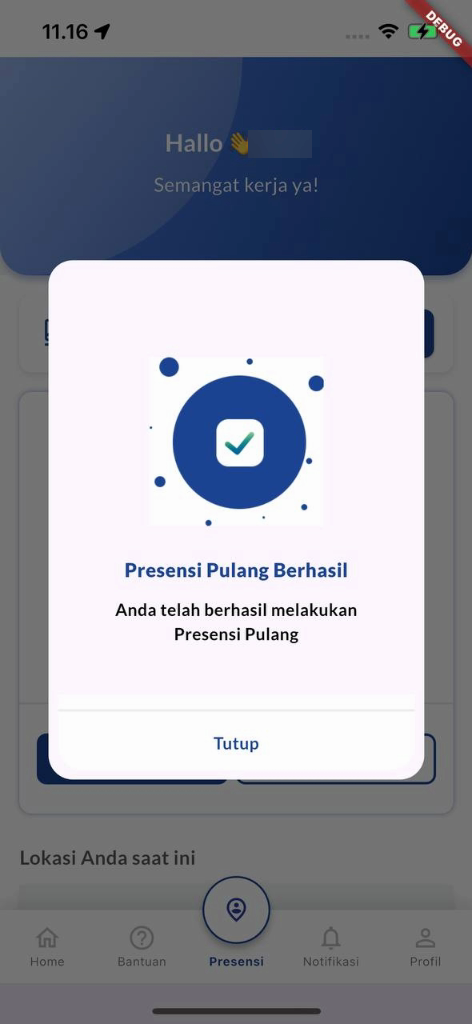 11.16
DEBUG
Hallo 👋
Semangat kerja ya!
Presensi Pulang Berhasil
Anda telah berhasil melakukan
Presensi Pulang
Tutup
Lokasi Anda saat ini
Home
Bantuan
Presensi
Notifikasi
Profil